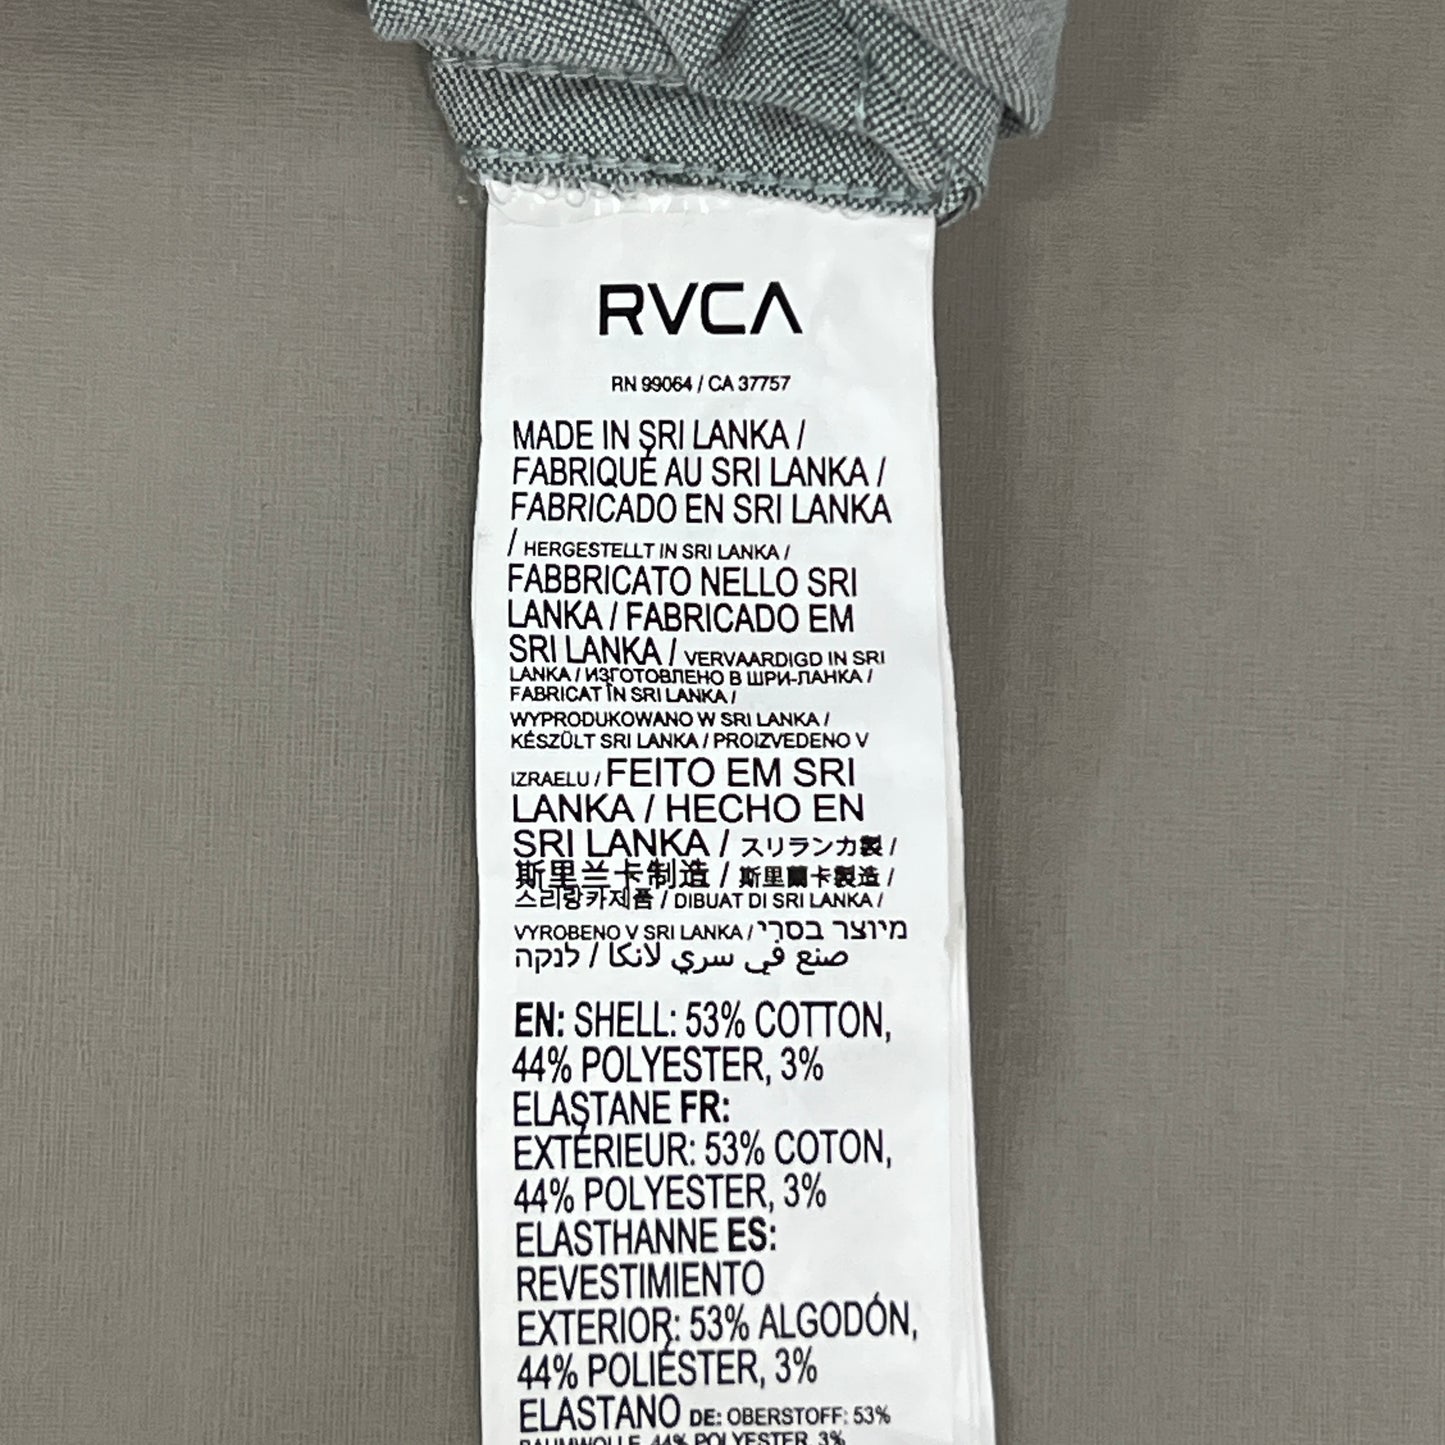 RVCA
RN 99064 / CA 37757
MADE IN SRI LANKA /
FABRIQUÉ AU SRI LANKA /
FABRICADO EN SRI LANKA
/ HERGESTELLT IN SRI LANKA /
FABBRICATO NELLO SRI
LANKA / FABRICADO EM
SRI LANKA / VERVAARDIGD IN SRI
LANKA / ИЗГОТОВЛЕНО В ШРИ-ЛАНКА /
FABRICAT ÎN SRI LANKA /
WYPRODUKOWANO W SRI LANKA /
KÉSZÜLT SRI LANKA / PROIZVEDENO V
IZRAELU / FEITO EM SRI
LANKA / HECHO EN
SRI LANKA / スリランカ製 /
斯里兰卡制造 / 斯里蘭卡製造 /
스리랑카제품 / DIBUAT DI SRI LANKA /
VYROBENO V SRI LANKA / מיוצר בסרי
לנקה / صنع في سري لانكا
EN: SHELL: 53% COTTON,
44% POLYESTER, 3%
ELASTANE FR:
EXTÉRIEUR: 53% COTON,
44% POLYESTER, 3%
ELASTHANNE ES:
REVESTIMIENTO
EXTERIOR: 53% ALGODÓN,
44% POLIÉSTER, 3%
ELASTANO DE: OBERSTOFF: 53%
BAUMWOLLE, 44% POLYESTER, 3%